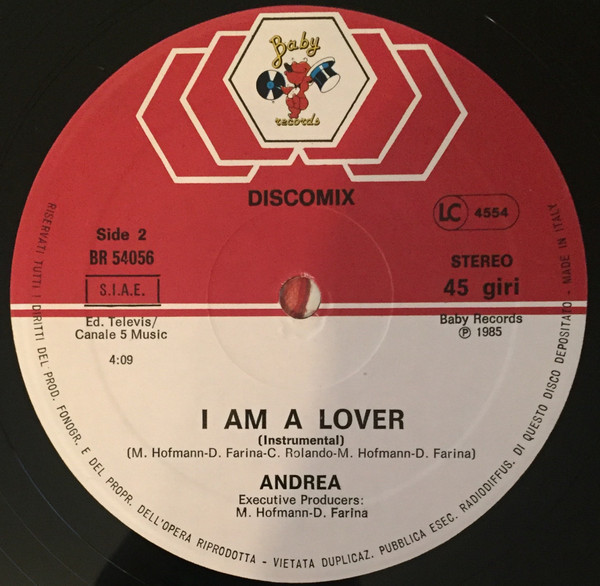 Baby
records
DISCOMIX
LC 4554
Side 2
BR 54056
S.I.A.E.
STEREO
45 giri
Ed. Televis/
Canale 5 Music
Baby Records
℗ 1985
4:09
I AM A LOVER
(Instrumental)
(M. Hofmann-D. Farina-C. Rolando-M. Hofmann-D. Farina)
ANDREA
Executive Producers:
M. Hofmann-D. Farina
RISERVATI TUTTI I DIRITTI DEL PROD. FONOGR. E DEL PROPR. DELL'OPERA RIPRODOTTA - VIETATA DUPLICAZ. PUBBLICA ESEC. RADIODIFFUS. DI QUESTO DISCO DEPOSITATO - MADE IN ITALY